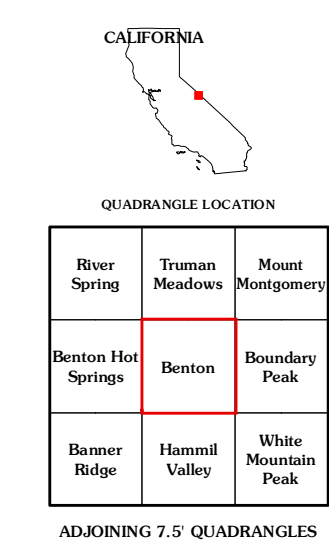 CALIFORNIA
QUADRANGLE LOCATION
River
Spring
Truman
Meadows
Mount
Montgomery
Benton Hot
Springs
Benton
Boundary
Peak
Banner
Ridge
Hammil
Valley
White
Mountain
Peak
ADJOINING 7.5' QUADRANGLES